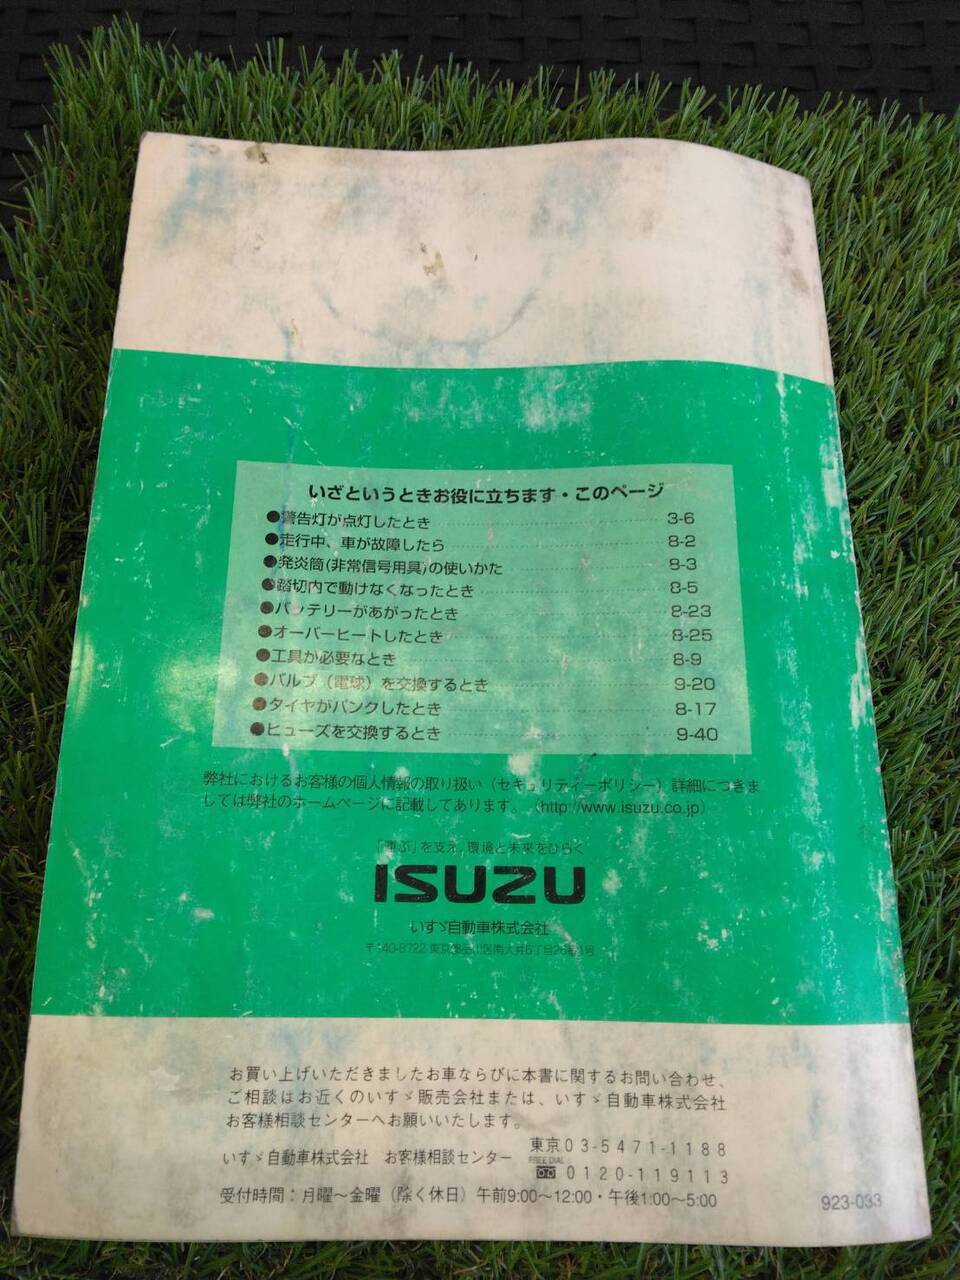 いざというときお役に立ちます・このページ
●警告灯が点灯したとき 3-6
●走行中、車が故障したら 8-2
●発炎筒(非常信号用具)の使いかた 8-3
●踏切内で動けなくなったとき 8-5
●バッテリーがあがったとき 8-23
●オーバーヒートしたとき 8-25
●工具が必要なとき 8-9
●バルブ（電球）を交換するとき 9-20
●タイヤがパンクしたとき 8-17
●ヒューズを交換するとき 9-40
弊社におけるお客様の個人情報の取り扱い（セキュリティーポリシー）詳細につきま
しては弊社のホームページに記載してあります。（http://www.isuzu.co.jp）
「運ぶ」を支え、環境と未来をひらく
ISUZU
いすゞ自動車株式会社
〒140-8722 東京都品川区南大井6丁目26番1号
お買い上げいただきましたお車ならびに本書に関するお問い合わせ、
ご相談はお近くのいすゞ販売会社または、いすゞ自動車株式会社
お客様相談センターへお願いいたします。
いすゞ自動車株式会社 お客様相談センター 東京03-5471-1188
FREE DIAL
0120-119113
受付時間：月曜〜金曜（除く休日）午前9:00〜12:00・午後1:00〜5:00
923-033